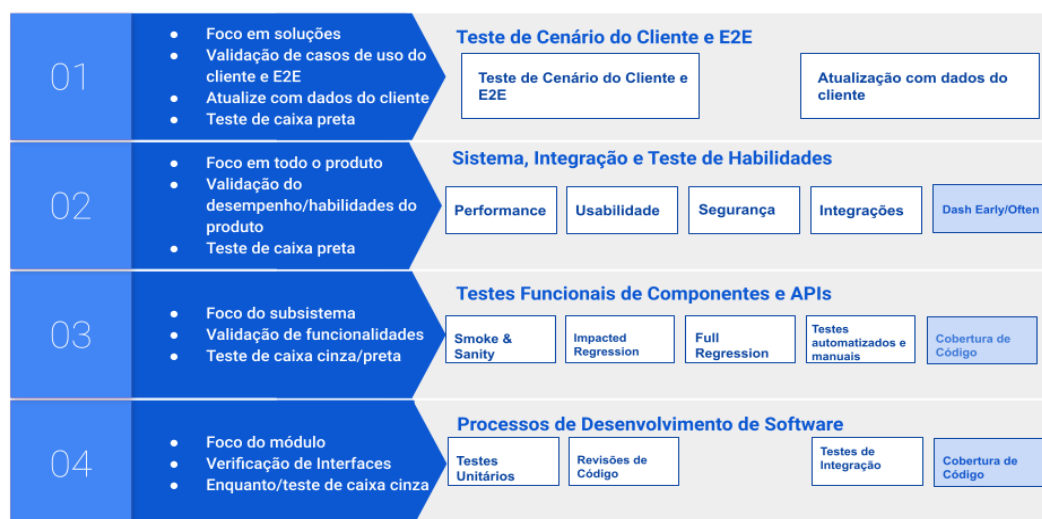 01
● Foco em soluções
● Validação de casos de uso do
cliente e E2E
● Atualize com dados do cliente
● Teste de caixa preta
Teste de Cenário do Cliente e E2E
Teste de Cenário do Cliente e
E2E
Atualização com dados do
cliente
02
● Foco em todo o produto
● Validação do
desempenho/habilidades do
produto
● Teste de caixa preta
Sistema, Integração e Teste de Habilidades
Performance
Usabilidade
Segurança
Integrações
Dash Early/Often
03
● Foco do subsistema
● Validação de funcionalidades
● Teste de caixa cinza/preta
Testes Funcionais de Componentes e APIs
Smoke &
Sanity
Impacted
Regression
Full
Regression
Testes
automatizados e
manuais
Cobertura de
Código
04
● Foco do módulo
● Verificação de Interfaces
● Enquanto/teste de caixa cinza
Processos de Desenvolvimento de Software
Testes
Unitários
Revisões de
Código
Testes de
Integração
Cobertura de
Código